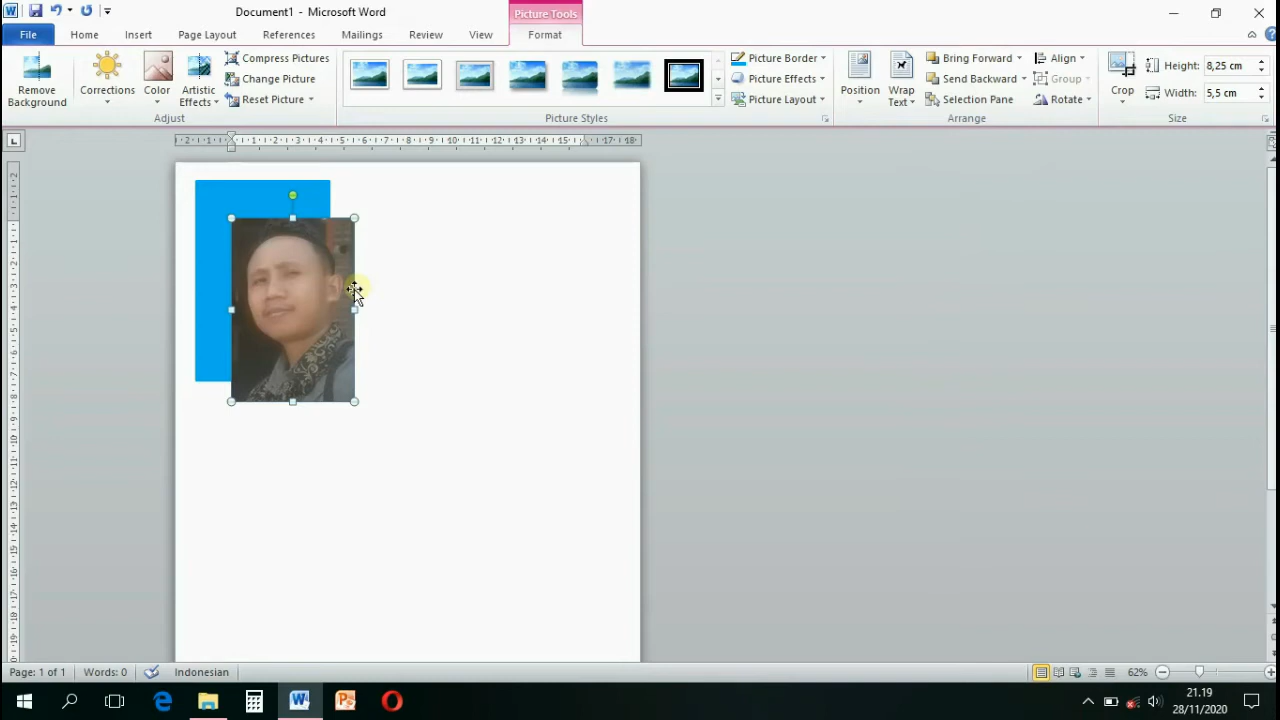 Document1 - Microsoft Word
Picture Tools
File Home Insert Page Layout References Mailings Review View Format
Remove Background
Corrections
Color
Artistic Effects
Compress Pictures
Change Picture
Reset Picture
Adjust
Picture Styles
Picture Border
Picture Effects
Picture Layout
Position
Wrap Text
Bring Forward
Send Backward
Selection Pane
Align
Group
Rotate
Arrange
Crop
Height: 8,25 cm
Width: 5,5 cm
Size
Page: 1 of 1 Words: 0 Indonesian 62%
21.19
28/11/2020